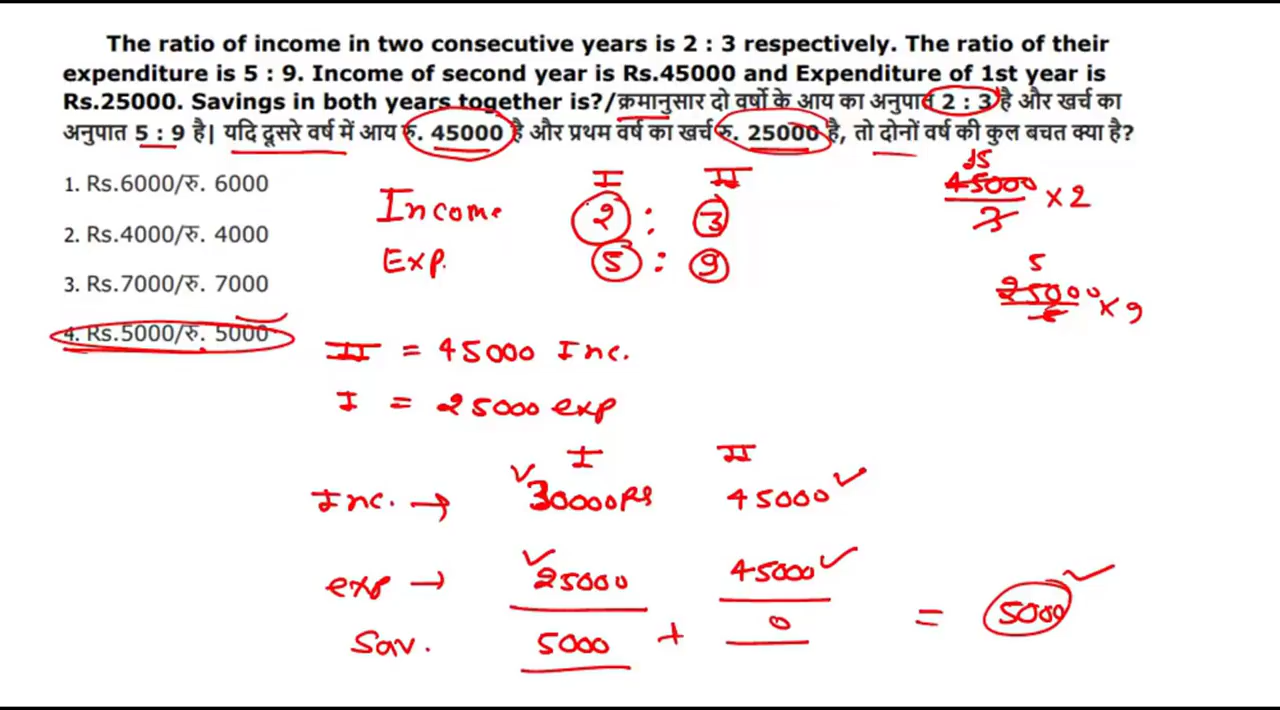 The ratio of income in two consecutive years is 2 : 3 respectively. The ratio of their
expenditure is 5 : 9. Income of second year is Rs.45000 and Expenditure of 1st year is
Rs.25000. Savings in both years together is?/क्रमानुसार दो वर्षो के आय का अनुपात 2 : 3 है और खर्च का
अनुपात 5 : 9 है| यदि दूसरे वर्ष में आय रु. 45000 है और प्रथम वर्ष का खर्च रु. 25000 है, तो दोनों वर्ष की कुल बचत क्या है?
1. Rs.6000/रु. 6000
2. Rs.4000/रु. 4000
3. Rs.7000/रु. 7000
4. Rs.5000/रु. 5000
I II
Income 2 : 3
Exp. 5 : 9
15
45000 × 2
3
5
25000 × 9
5
II = 45000 Inc.
I = 25000 exp
I II
Inc. → 30000Rs 45000
exp → 25000 45000
Sav. 5000 + 0 = 5000